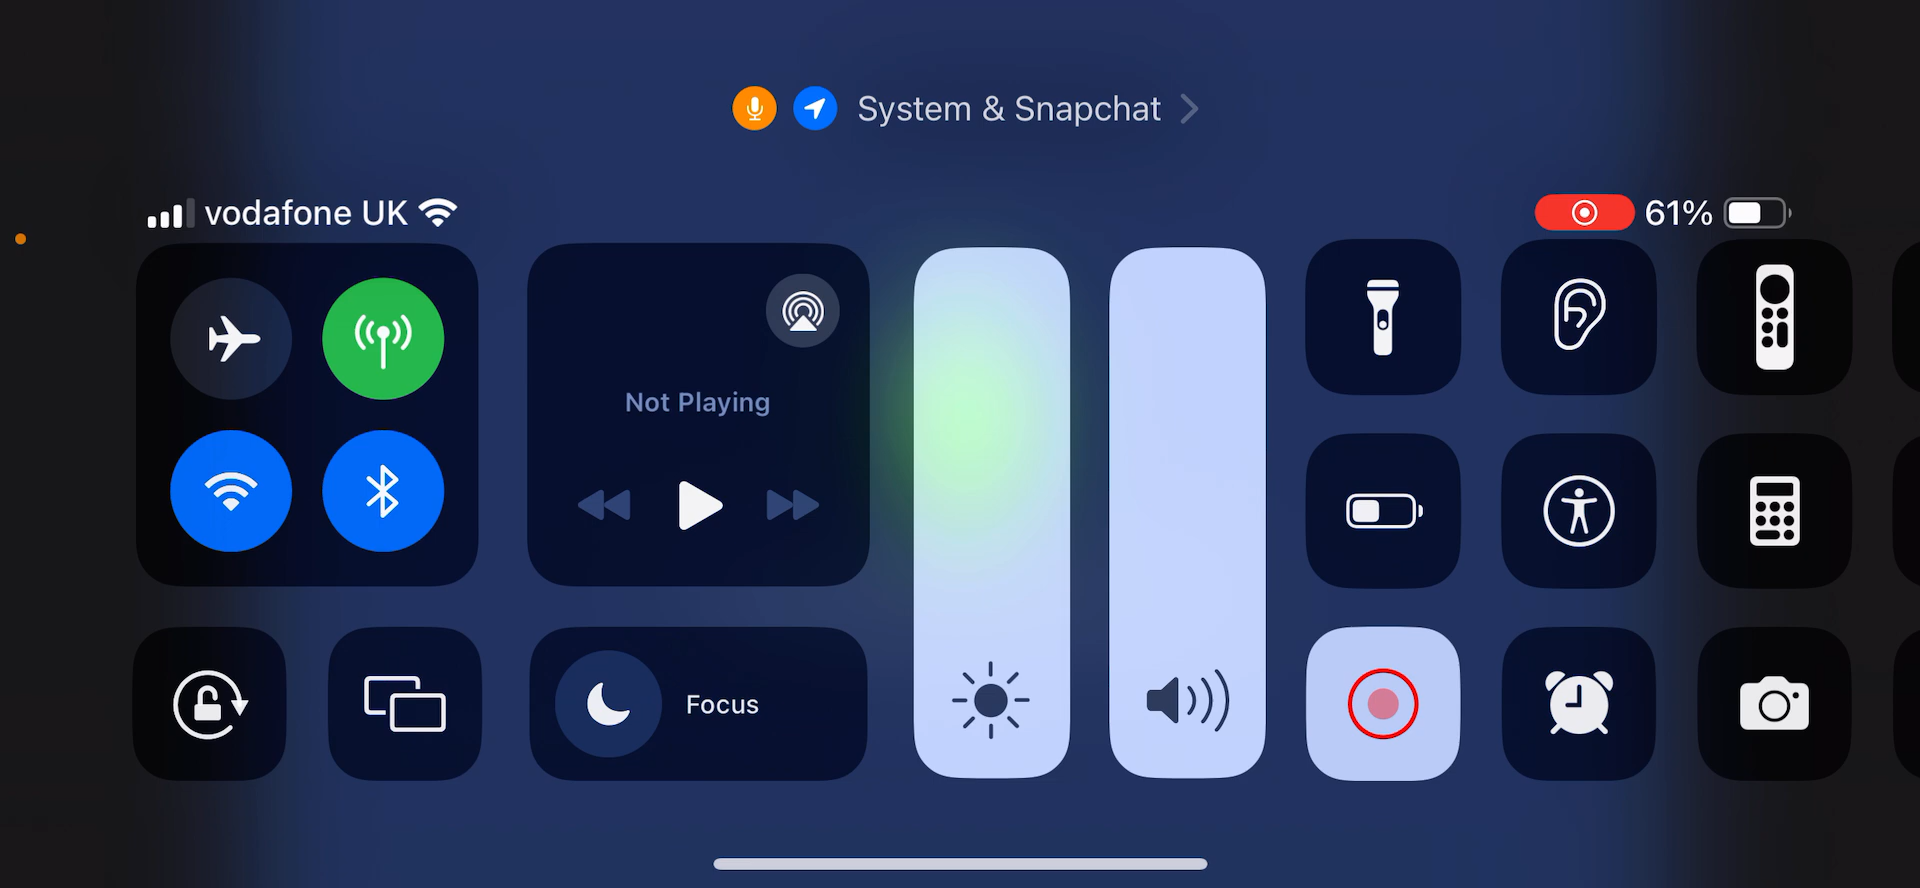 System & Snapchat
vodafone UK
61%
Not Playing
Focus